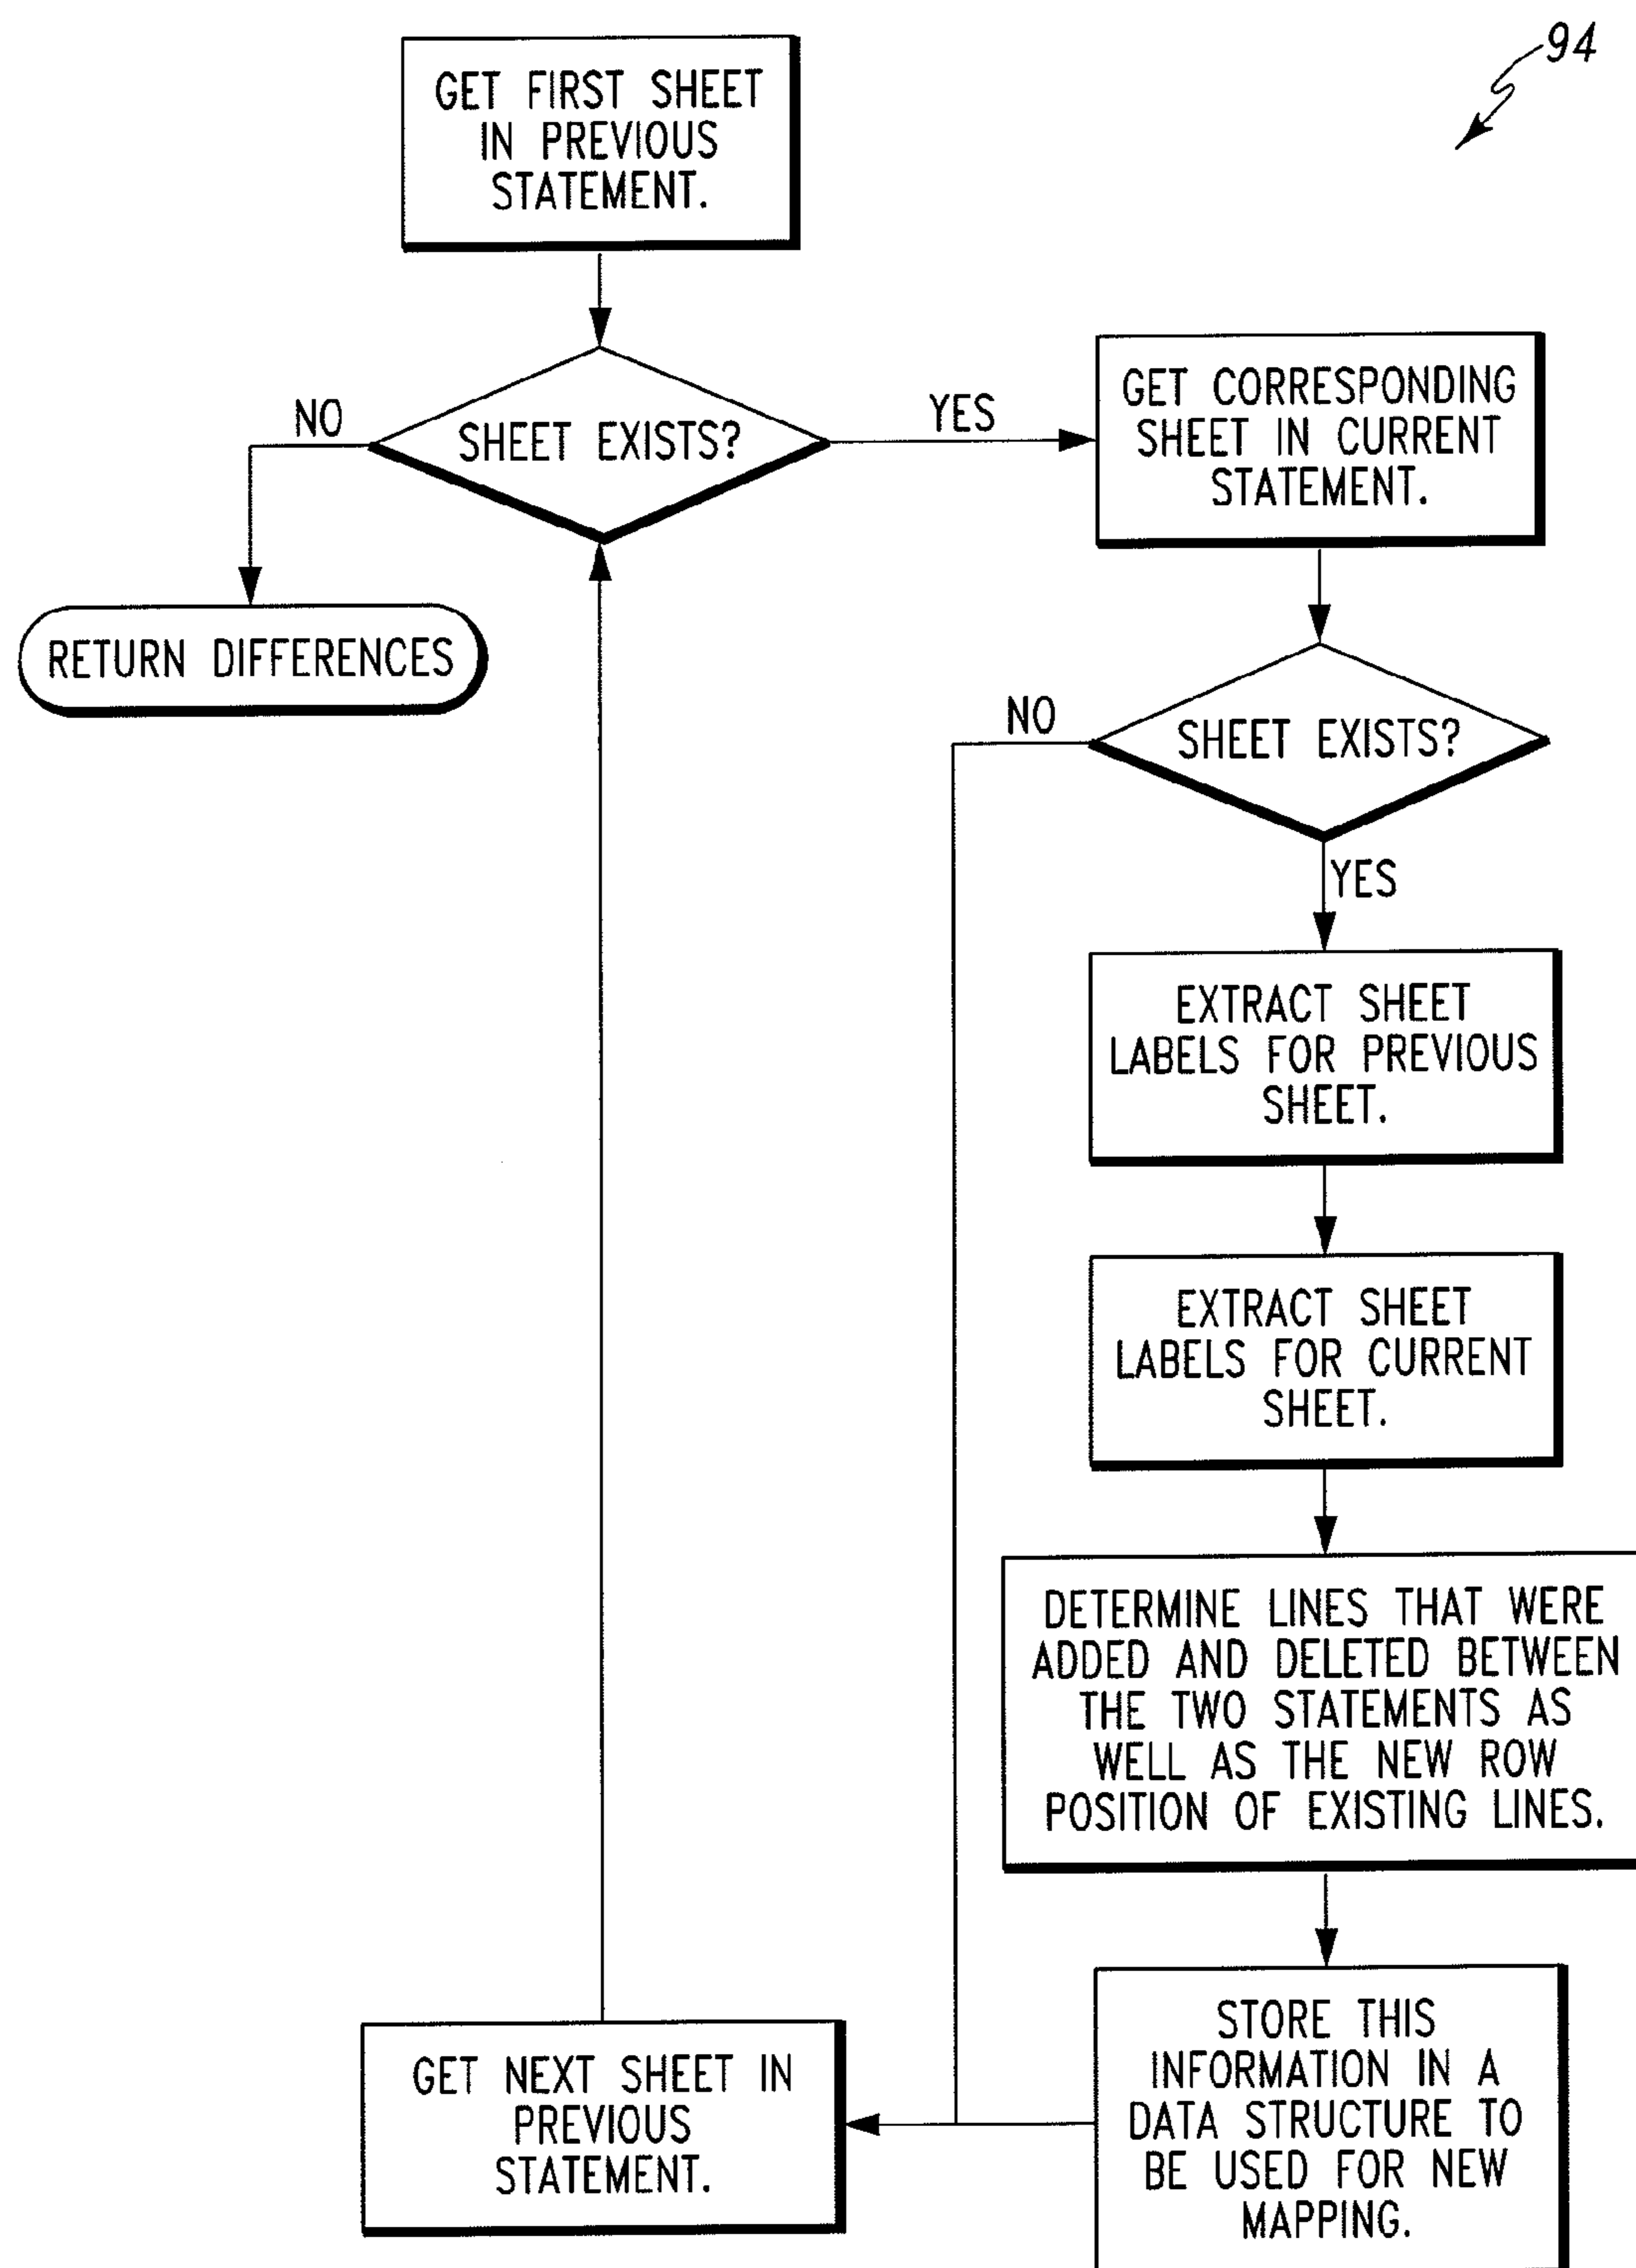 94
GET FIRST SHEET
IN PREVIOUS
STATEMENT.
SHEET EXISTS?
NO
YES
RETURN DIFFERENCES
GET CORRESPONDING
SHEET IN CURRENT
STATEMENT.
SHEET EXISTS?
NO
YES
EXTRACT SHEET
LABELS FOR PREVIOUS
SHEET.
EXTRACT SHEET
LABELS FOR CURRENT
SHEET.
DETERMINE LINES THAT WERE
ADDED AND DELETED BETWEEN
THE TWO STATEMENTS AS
WELL AS THE NEW ROW
POSITION OF EXISTING LINES.
STORE THIS
INFORMATION IN A
DATA STRUCTURE TO
BE USED FOR NEW
MAPPING.
GET NEXT SHEET IN
PREVIOUS
STATEMENT.